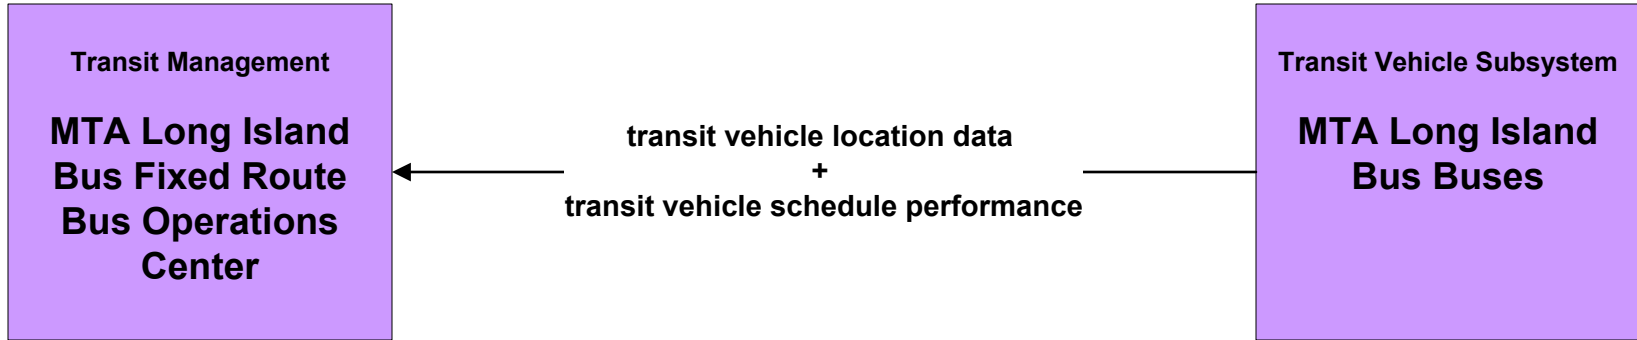 Transit Management
MTA Long Island
Bus Fixed Route
Bus Operations
Center
transit vehicle location data
+
transit vehicle schedule performance
Transit Vehicle Subsystem
MTA Long Island
Bus Buses